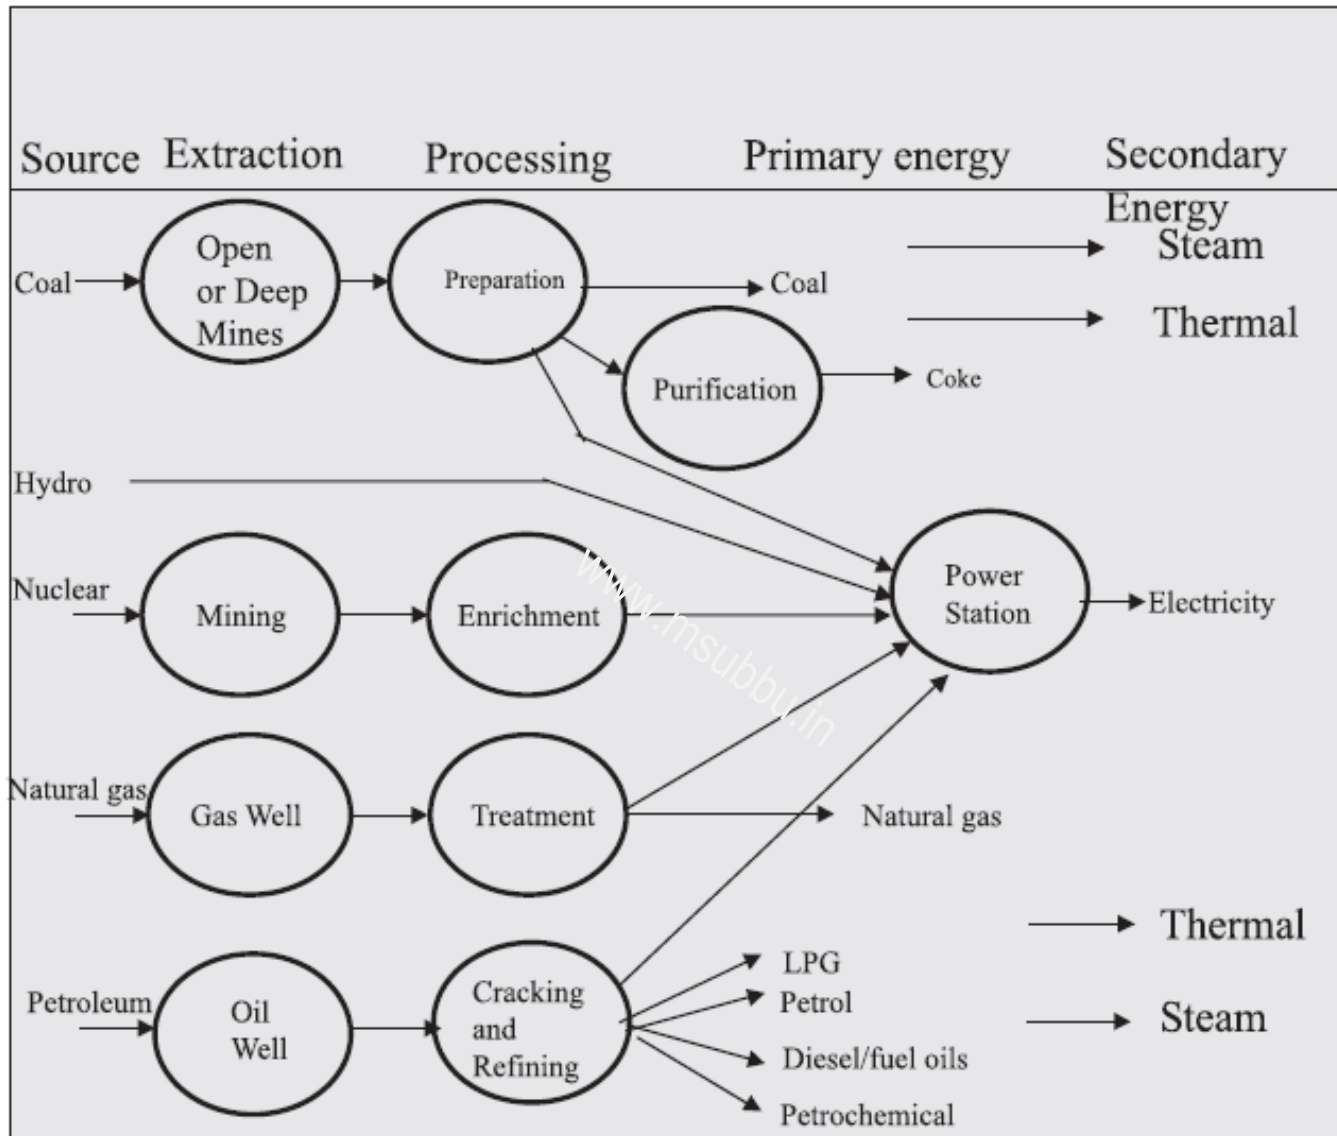 Source Extraction Processing Primary energy Secondary
Energy
Open
or Deep
Mines
Coal
Preparation
Coal
Steam
Thermal
Purification
Coke
Hydro
Nuclear
Mining
Enrichment
Power
Station
Electricity
www.msubbu.in
Natural gas
Gas Well
Treatment
Natural gas
Thermal
Petroleum
Oil
Well
Cracking
and
Refining
LPG
Petrol
Diesel/fuel oils
Petrochemical
Steam